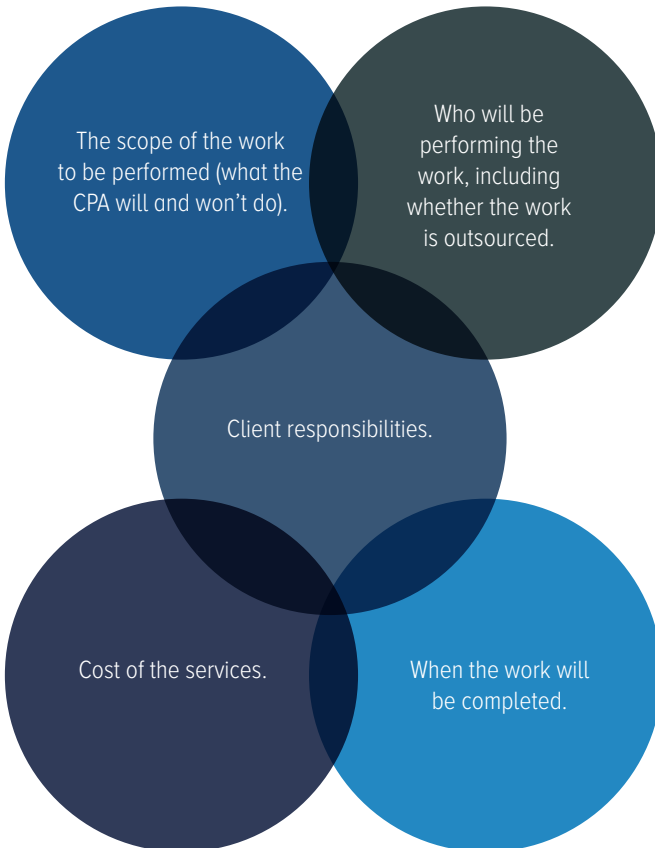 The scope of the work
to be performed (what the
CPA will and won’t do).
Who will be
performing the
work, including
whether the work
is outsourced.
Client responsibilities.
Cost of the services.
When the work will
be completed.